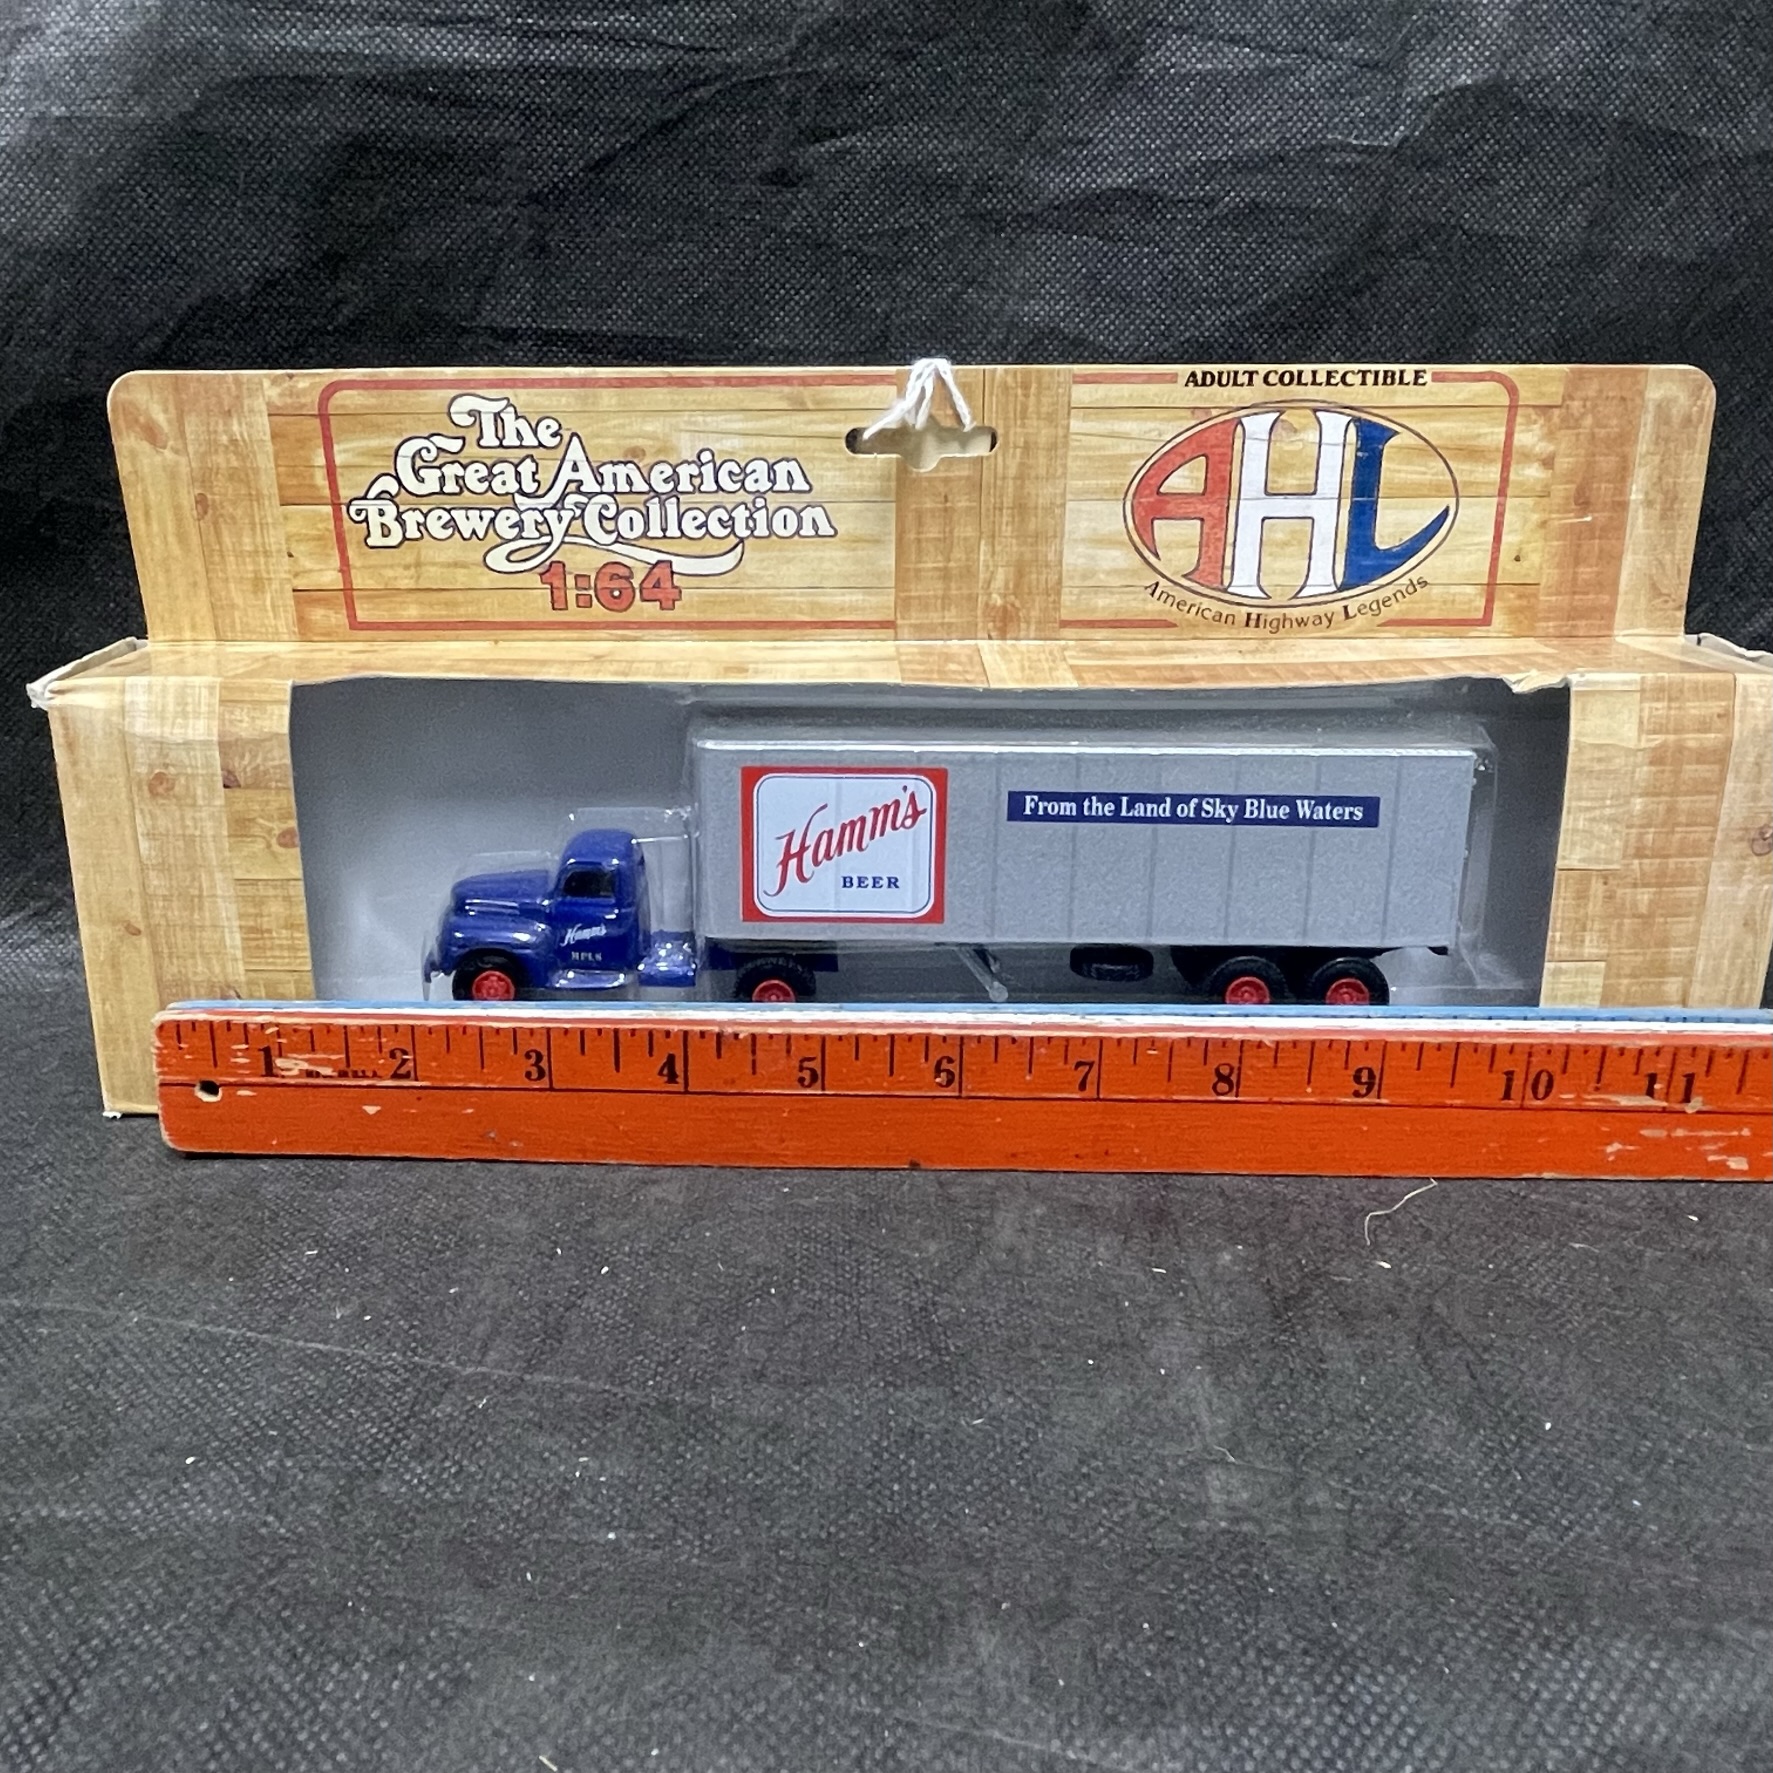 ADULT COLLECTIBLE
The
Great American
Brewery Collection
1:64
AHL
American Highway Legends
Hamm's
BEER
From the Land of Sky Blue Waters
Hamm's
MPLS
1 2 3 4 5 6 7 8 9 10 11